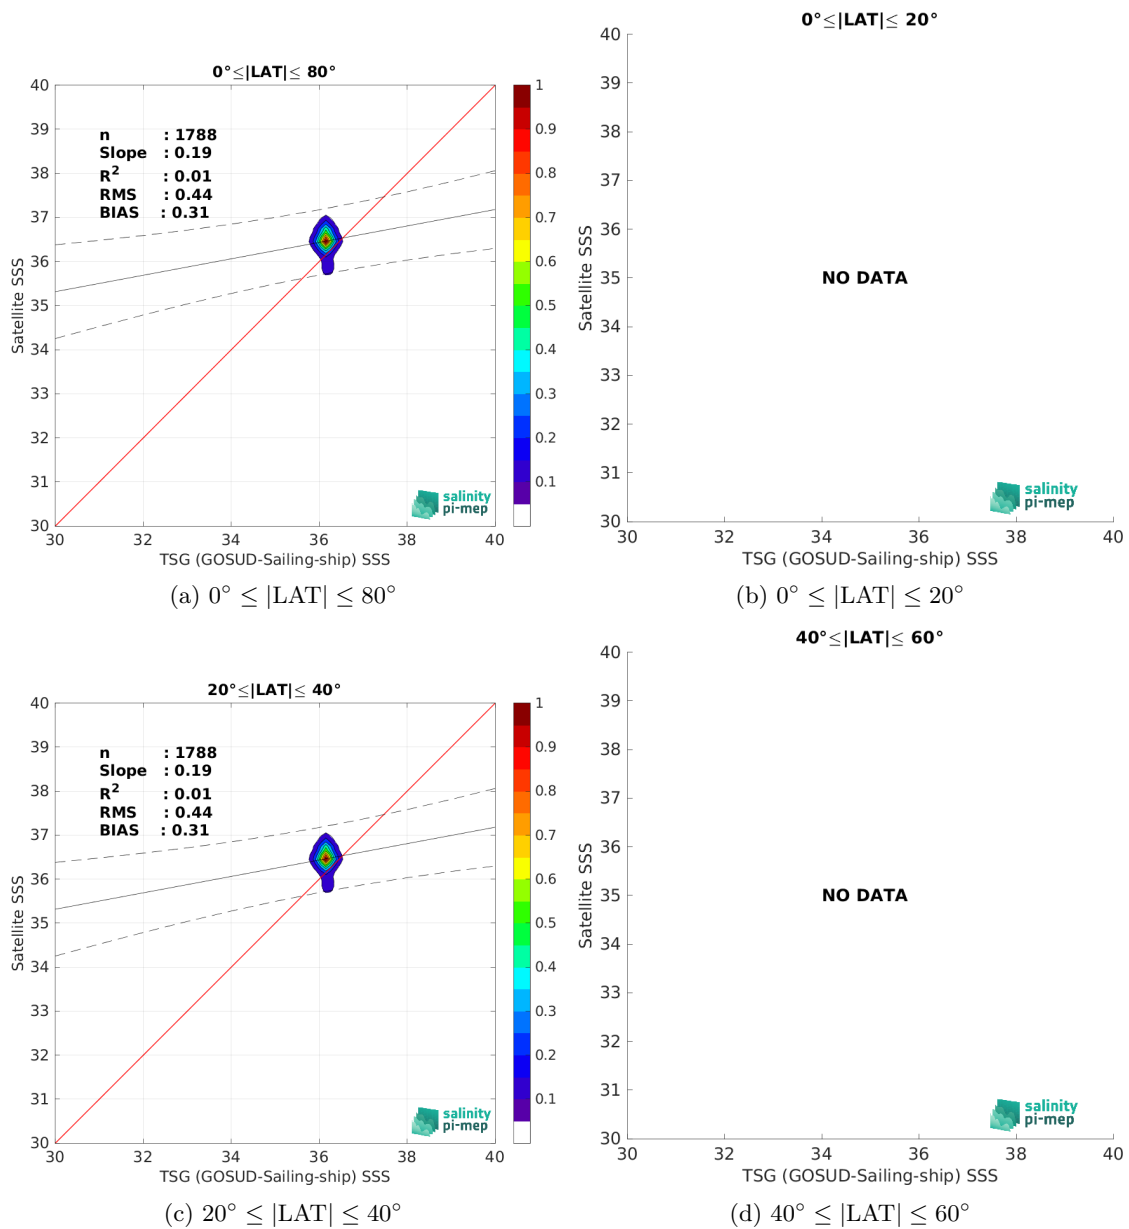 0°≤|LAT|≤ 80°
n : 1788
Slope : 0.19
R² : 0.01
RMS : 0.44
BIAS : 0.31
Satellite SSS
40
39
38
37
36
35
34
33
32
31
30
30 32 34 36 38 40
TSG (GOSUD-Sailing-ship) SSS
1
0.9
0.8
0.7
0.6
0.5
0.4
0.3
0.2
0.1
salinity
pi-mep
(a) 0° ≤ |LAT| ≤ 80°
0°≤|LAT|≤ 20°
Satellite SSS
40
39
38
37
36
35
34
33
32
31
30
NO DATA
salinity
pi-mep
30 32 34 36 38 40
TSG (GOSUD-Sailing-ship) SSS
(b) 0° ≤ |LAT| ≤ 20°
20°≤|LAT|≤ 40°
n : 1788
Slope : 0.19
R² : 0.01
RMS : 0.44
BIAS : 0.31
Satellite SSS
40
39
38
37
36
35
34
33
32
31
30
30 32 34 36 38 40
TSG (GOSUD-Sailing-ship) SSS
1
0.9
0.8
0.7
0.6
0.5
0.4
0.3
0.2
0.1
salinity
pi-mep
(c) 20° ≤ |LAT| ≤ 40°
40°≤|LAT|≤ 60°
Satellite SSS
40
39
38
37
36
35
34
33
32
31
30
NO DATA
salinity
pi-mep
30 32 34 36 38 40
TSG (GOSUD-Sailing-ship) SSS
(d) 40° ≤ |LAT| ≤ 60°